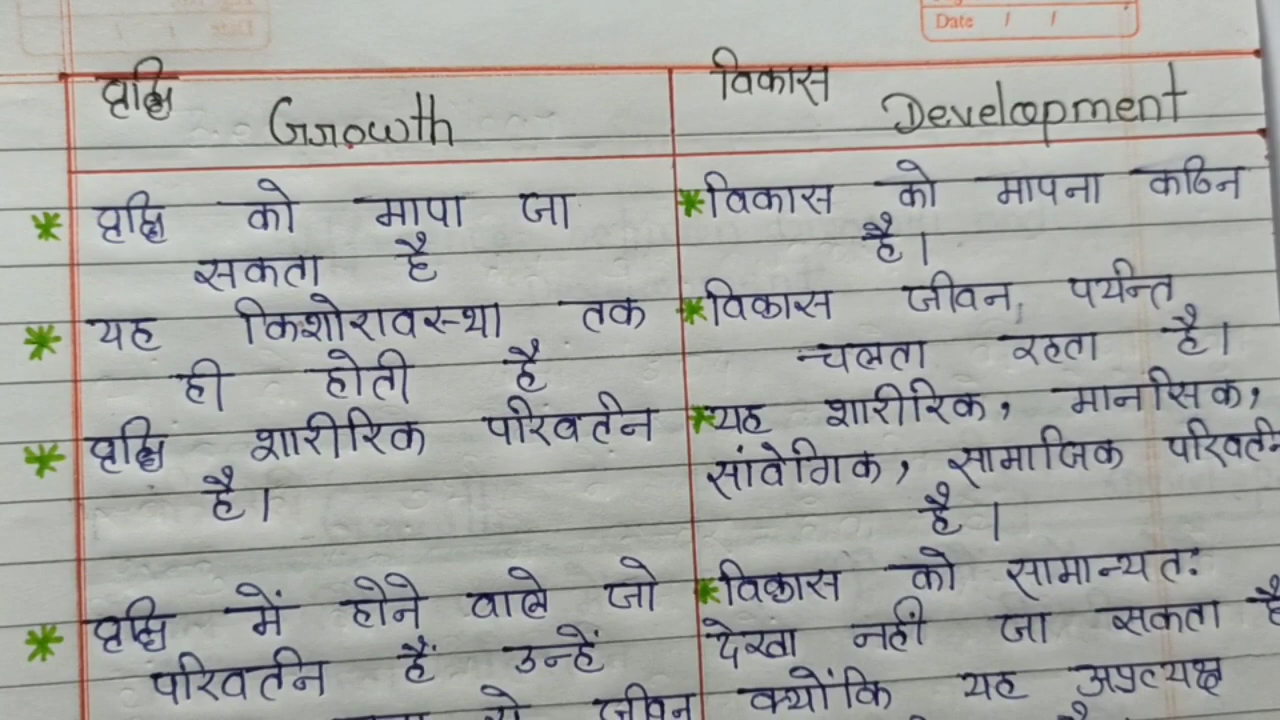 Date / /
वृद्धि Growth
वृद्धि को मापा जा
सकता है
यह किशोरावस्था तक
ही होती है
वृद्धि शारीरिक परिवर्तन
है।
वृद्धि में होने वाले जो
परिवर्तन हैं उन्हें
जीवन
विकास Development
विकास को मापना कठिन
है।
विकास जीवन पर्यन्त
चलता रहता है।
यह शारीरिक, मानसिक,
सांवेगिक, सामाजिक
है।
विकास को सामान्यतः
देखा नहीं जा सकता है
क्योंकि यह अप्रत्यक्ष